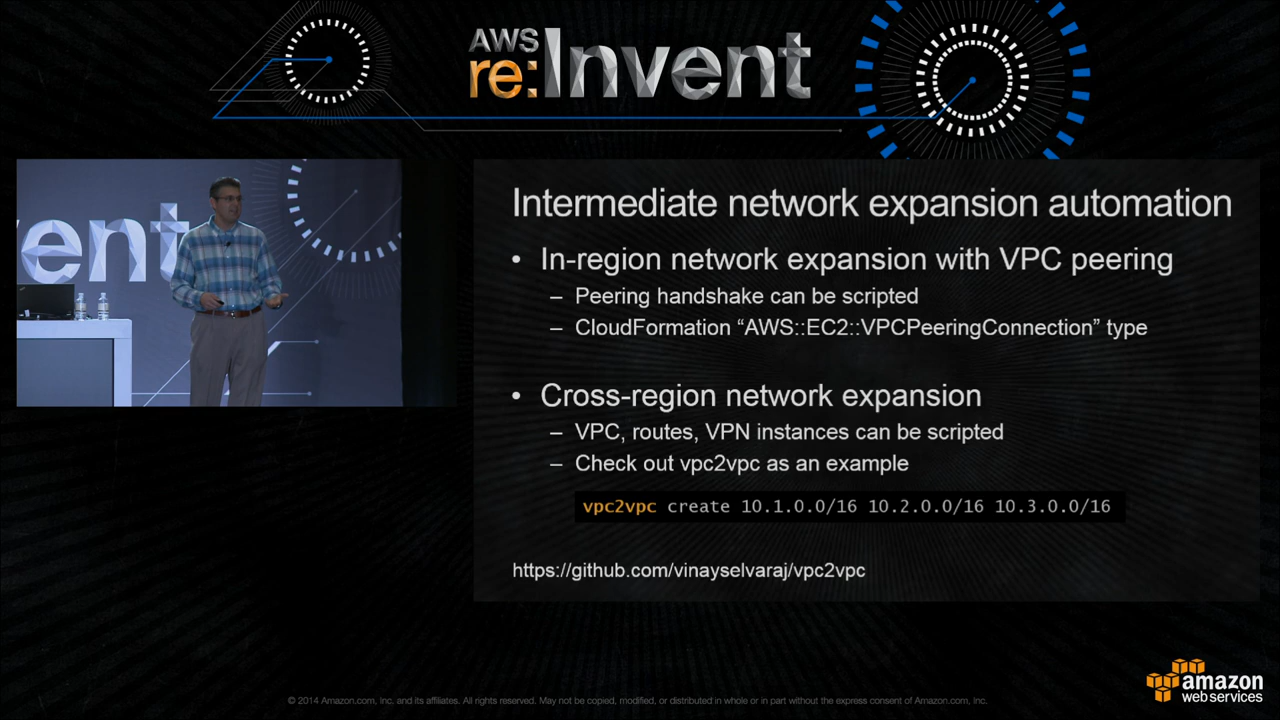 AWS
re:Invent
ent
Intermediate network expansion automation
• In-region network expansion with VPC peering
– Peering handshake can be scripted
– CloudFormation “AWS::EC2::VPCPeeringConnection” type
• Cross-region network expansion
– VPC, routes, VPN instances can be scripted
– Check out vpc2vpc as an example
vpc2vpc create 10.1.0.0/16 10.2.0.0/16 10.3.0.0/16
https://github.com/vinayselvaraj/vpc2vpc
© 2014 Amazon.com, Inc. and its affiliates. All rights reserved. May not be copied, modified, or distributed in whole or in part without the express consent of Amazon.com, Inc.
amazon
web services